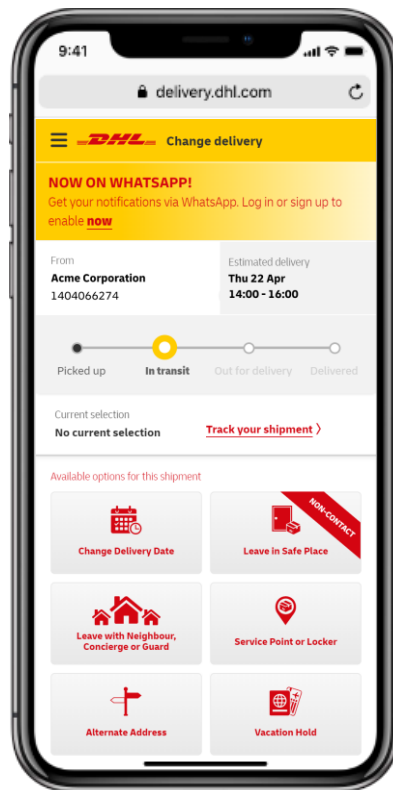 9:41
delivery.dhl.com
DHL Change delivery
NOW ON WHATSAPP!
Get your notifications via WhatsApp. Log in or sign up to
enable now
From
Acme Corporation
1404066274
Estimated delivery
Thu 22 Apr
14:00 - 16:00
Picked up In transit Out for delivery Delivered
Current selection
No current selection
Track your shipment
Available options for this shipment
Change Delivery Date
NON-CONTACT
Leave in Safe Place
Leave with Neighbour,
Concierge or Guard
Service Point or Locker
Alternate Address
Vacation Hold